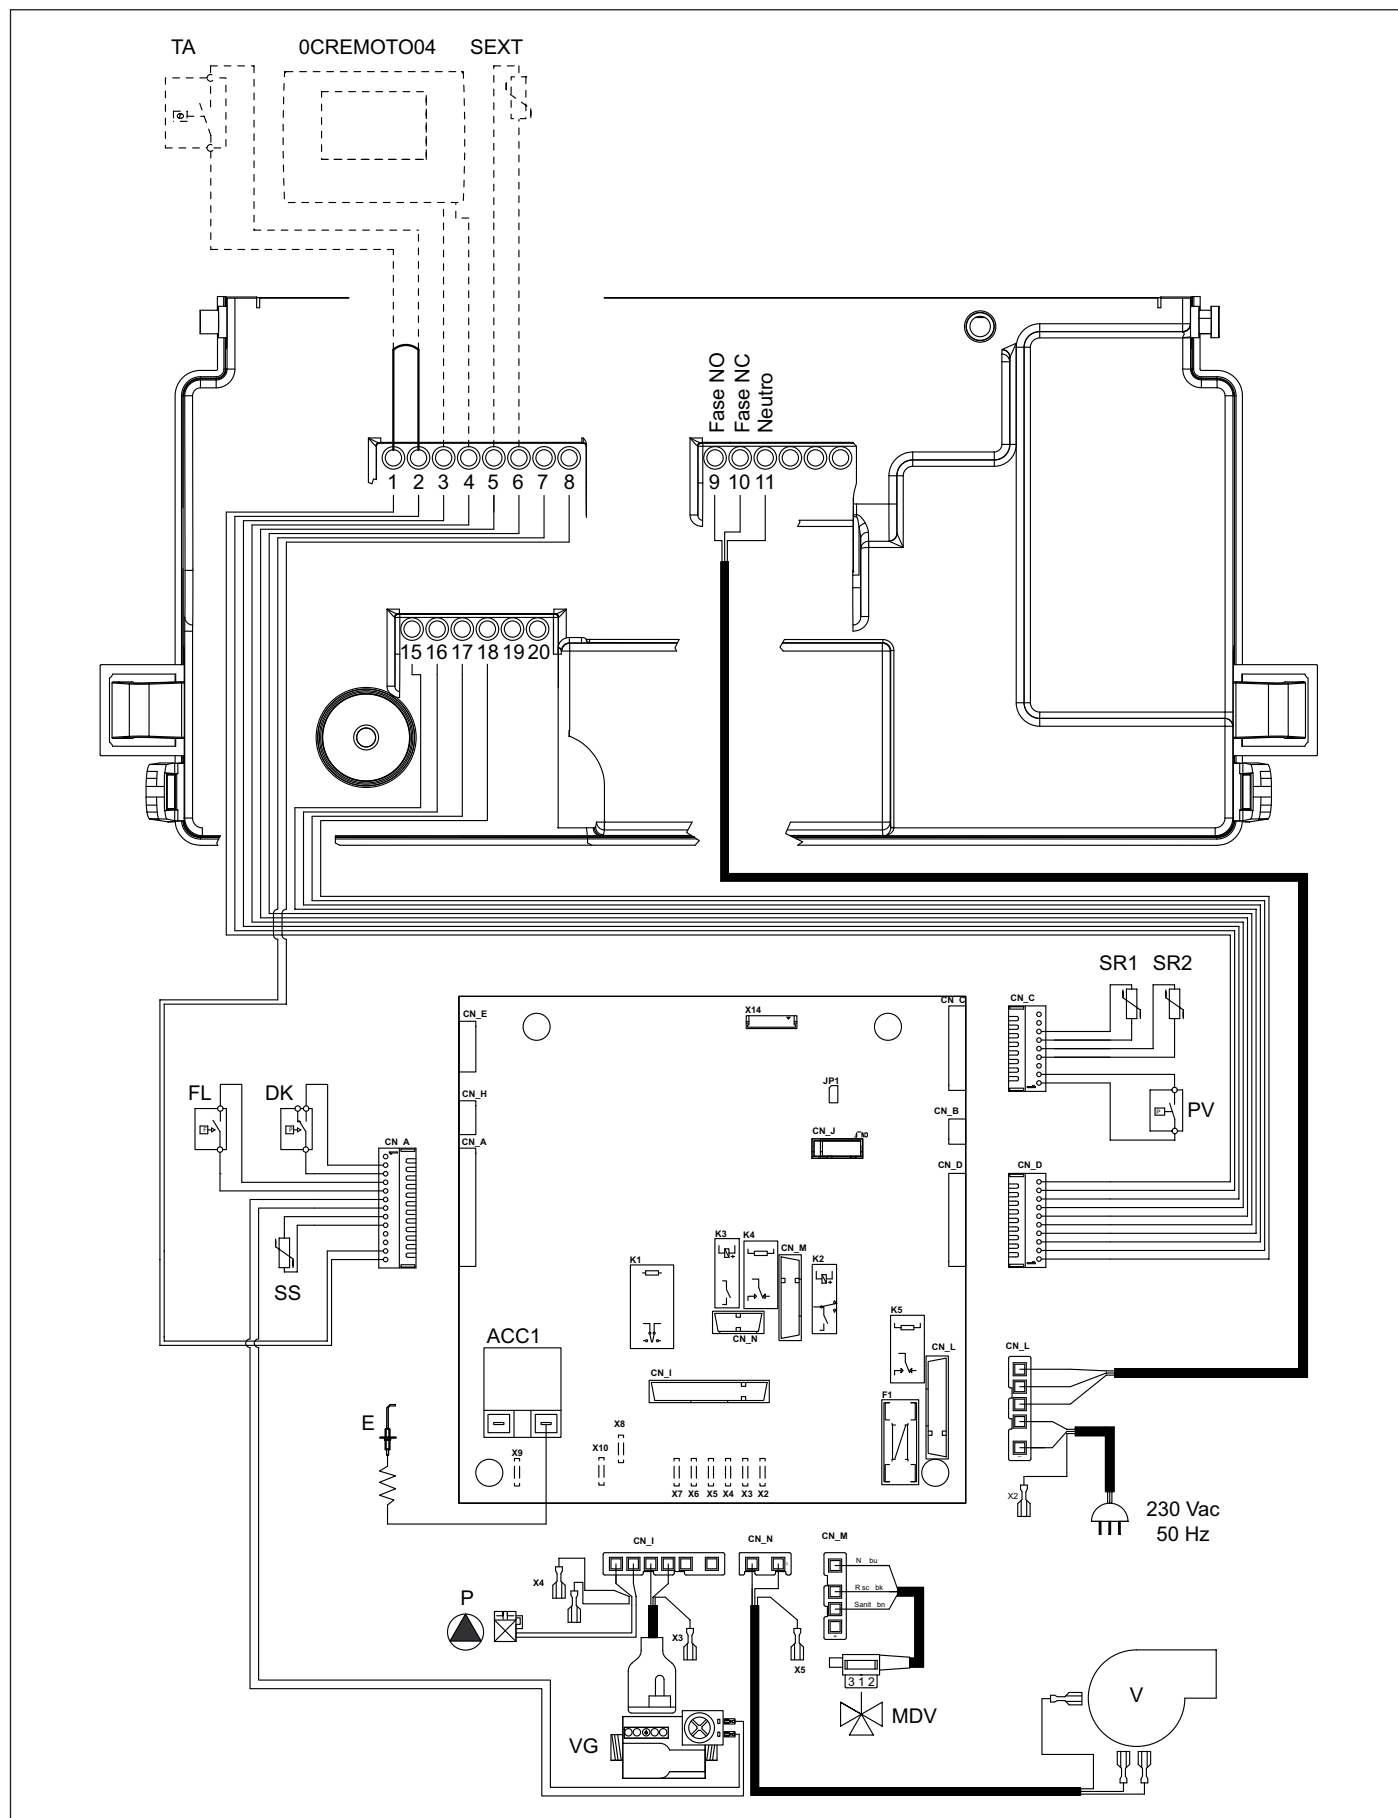 TA 0CREMOTO04 SEXT
Fase NO
Fase NC
Neutro
1 2 3 4 5 6 7 8
9 10 11
15 16 17 18 19 20
SR1 SR2
CN_C
CN_C
CN_E
X14
JP1
CN_H
CN_B
FL DK
PV
CN_A
CN_A
CN_J
CN_D
CN_D
K3 K4
CN_M
K2
K1
SS
K5
ACC1
CN_N
CN_L
CN_L
CN_I
F1
E
X8
X9
X10
X7 X6 X5 X4 X3 X2
X2
230 Vac
50 Hz
CN_I
CN_N
CN_M
N bu
R sc bk
Sanit bn
X4
P
X3
X5
3 1 2
MDV
V
VG